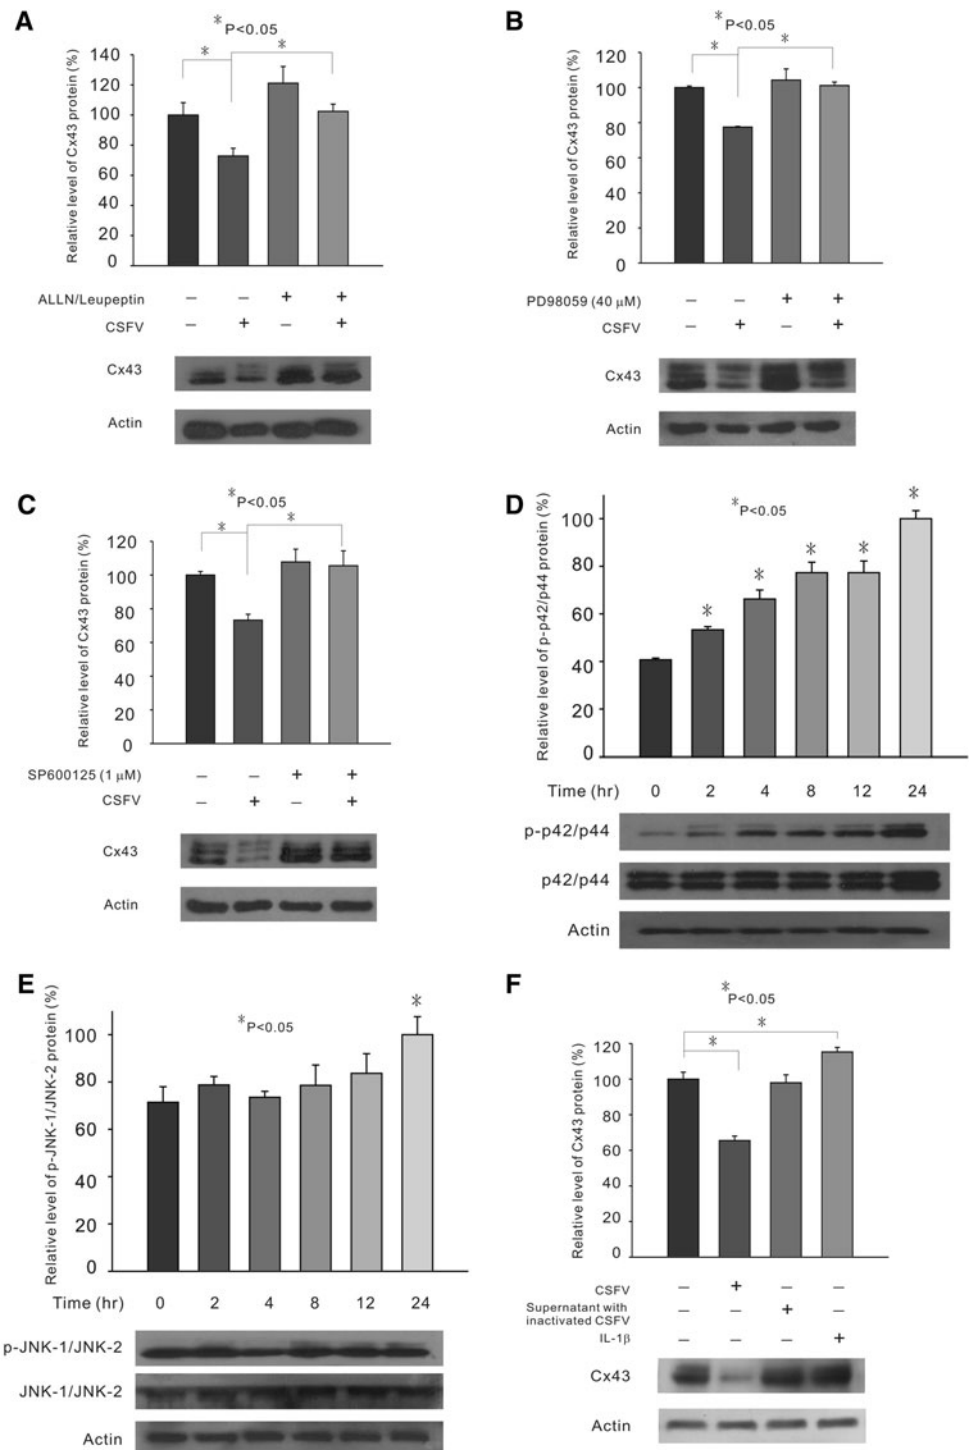 A
* P<0.05
* *
Relative level of Cx43 protein (%)
140
120
100
80
60
40
20
0
ALLN/Leupeptin – – + +
CSFV – + – +
Cx43
Actin
B
* P<0.05
* *
Relative level of Cx43 protein (%)
120
100
80
60
40
20
0
PD98059 (40 µM) – – + +
CSFV – + – +
Cx43
Actin
C
* P<0.05
* *
Relative level of Cx43 protein (%)
120
100
80
60
40
20
0
SP600125 (1 µM) – – + +
CSFV – + – +
Cx43
Actin
D
* P<0.05
* * * * *
Relative level of p-p42/p44 protein (%)
100
80
60
40
20
0
Time (hr) 0 2 4 8 12 24
p-p42/p44
p42/p44
Actin
E
* P<0.05
*
Relative level of p-JNK-1/JNK-2 protein (%)
100
80
60
40
20
0
Time (hr) 0 2 4 8 12 24
p-JNK-1/JNK-2
JNK-1/JNK-2
Actin
F
* P<0.05
* *
Relative level of Cx43 protein (%)
120
100
80
60
40
20
0
CSFV – + – –
Supernatant with
inactivated CSFV – – + –
IL-1β – – – +
Cx43
Actin